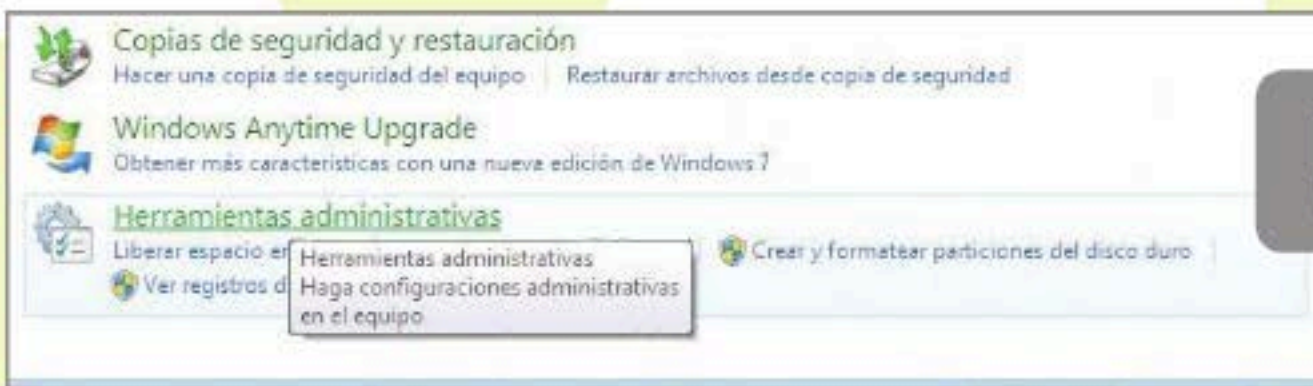 Copias de seguridad y restauración
Hacer una copia de seguridad del equipo Restaurar archivos desde copia de seguridad
Windows Anytime Upgrade
Obtener más características con una nueva edición de Windows 7
Herramientas administrativas
Liberar espacio Crear y formatear particiones del disco duro
Ver registros
Herramientas administrativas
Haga configuraciones administrativas
en el equipo